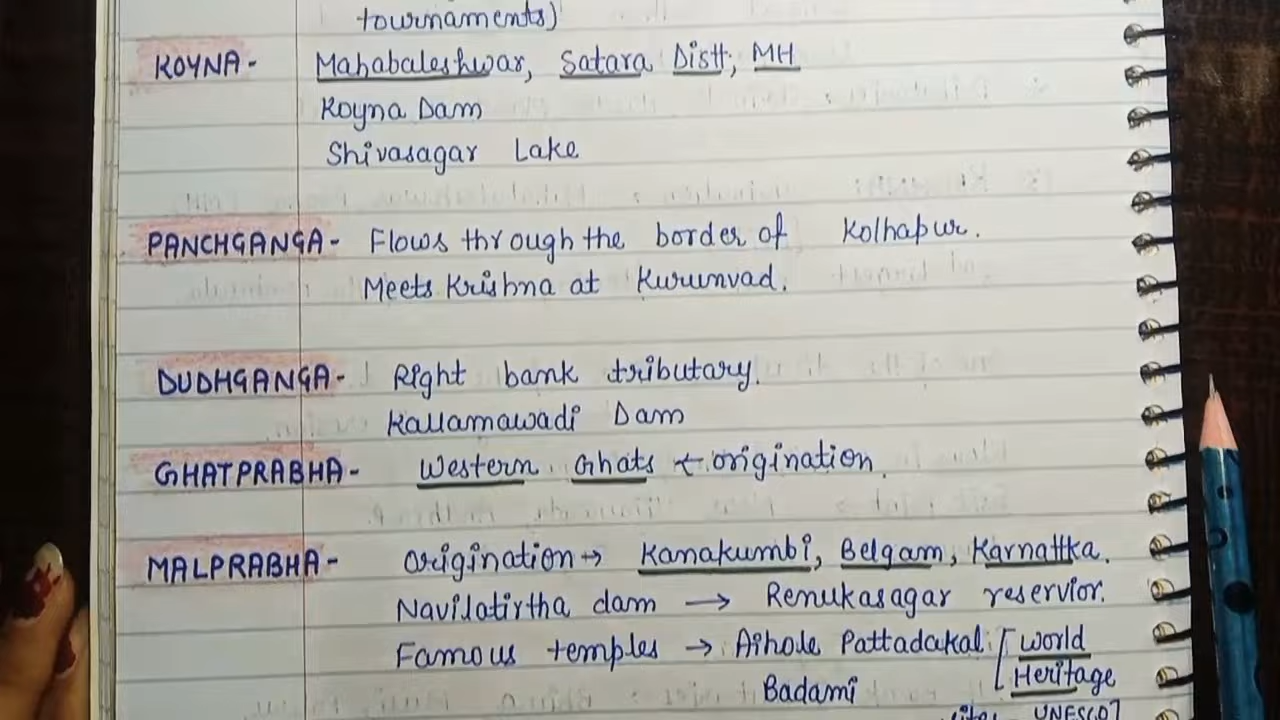 tournaments)
KOYNA - Mahabaleshwar, Satara Distt, MH
Koyna Dam
Shivasagar Lake
PANCHGANGA - Flows through the border of Kolhapur.
Meets Krishna at Kurunvad.
DUDHGANGA - Right bank tributary.
Kallamawadi Dam
GHATPRABHA - Western Ghats ← origination.
MALPRABHA - Origination → Kanakumbi, Belgam, Karnattka.
Navilatirtha dam → Renukasagar reservior.
Famous temples → Aihole Pattadakal [World
Badami Heritage
sites UNESCO]